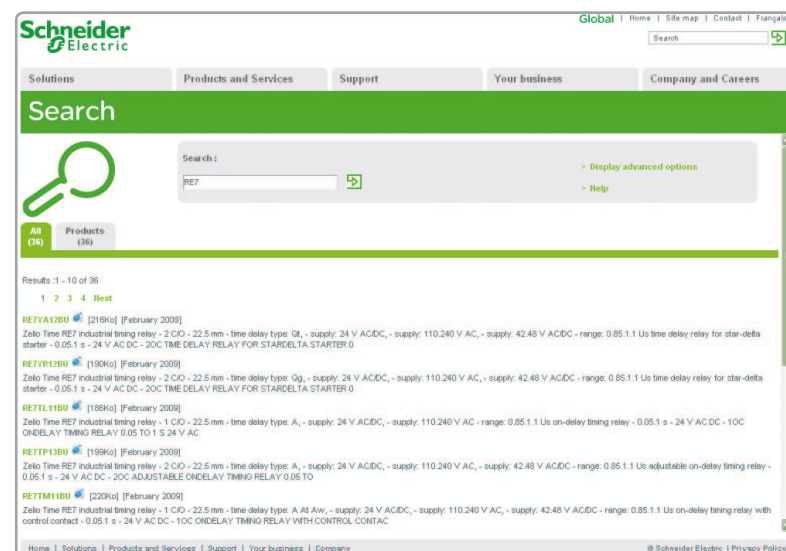 Schneider
Electric
Global | Home | Site map | Contact | Français
Search
Solutions Products and Services Support Your business Company and Careers
Search
Search :
RE7
> Display advanced options
> Help
All
(36)
Products
(36)
Results :1 - 10 of 36
1 2 3 4 Next
RE7YA12BU [216Ko] [February 2009]
Zelio Time RE7 industrial timing relay - 2 C/O - 22.5 mm - time delay type: Qt, - supply: 24 V AC/DC, - supply: 110.240 V AC, - supply: 42.48 V AC/DC - range: 0.85.1.1 Us time delay relay for star-delta
starter - 0.05.1 s - 24 V AC DC - 2OC TIME DELAY RELAY FOR STARDELTA STARTER 0
RE7YR12BU [190Ko] [February 2009]
Zelio Time RE7 industrial timing relay - 2 C/O - 22.5 mm - time delay type: Qg, - supply: 24 V AC/DC, - supply: 110.240 V AC, - supply: 42.48 V AC/DC - range: 0.85.1.1 Us time delay relay for star-delta
starter - 0.05.1 s - 24 V AC DC - 2OC TIME DELAY RELAY FOR STARDELTA STARTER 0
RE7TL11BU [186Ko] [February 2009]
Zelio Time RE7 industrial timing relay - 1 C/O - 22.5 mm - time delay type: A, - supply: 24 V AC/DC, - supply: 110.240 V AC - range: 0.85.1.1 Us on-delay timing relay - 0.05.1 s - 24 V AC DC - 1OC
ONDELAY TIMING RELAY 0.05 TO 1 S 24 V AC
RE7TP13BU [199Ko] [February 2009]
Zelio Time RE7 industrial timing relay - 2 C/O - 22.5 mm - time delay type: A, - supply: 24 V AC/DC, - supply: 110.240 V AC, - supply: 42.48 V AC/DC - range: 0.85.1.1 Us adjustable on-delay timing relay -
0.05.1 s - 24 V AC DC - 2OC ADJUSTABLE ONDELAY TIMING RELAY 0.05 TO
RE7TM11BU [220Ko] [February 2009]
Zelio Time RE7 industrial timing relay - 1 C/O - 22.5 mm - time delay type: A At Aw, - supply: 24 V AC/DC, - supply: 110.240 V AC, - supply: 42.48 V AC/DC - range: 0.85.1.1 Us on-delay timing relay with
control contact - 0.05.1 s - 24 V AC DC - 1OC ONDELAY TIMING RELAY WITH CONTROL CONTAC
Home | Solutions | Products and Services | Support | Your business | Company
© Schneider Electric | Privacy Policy